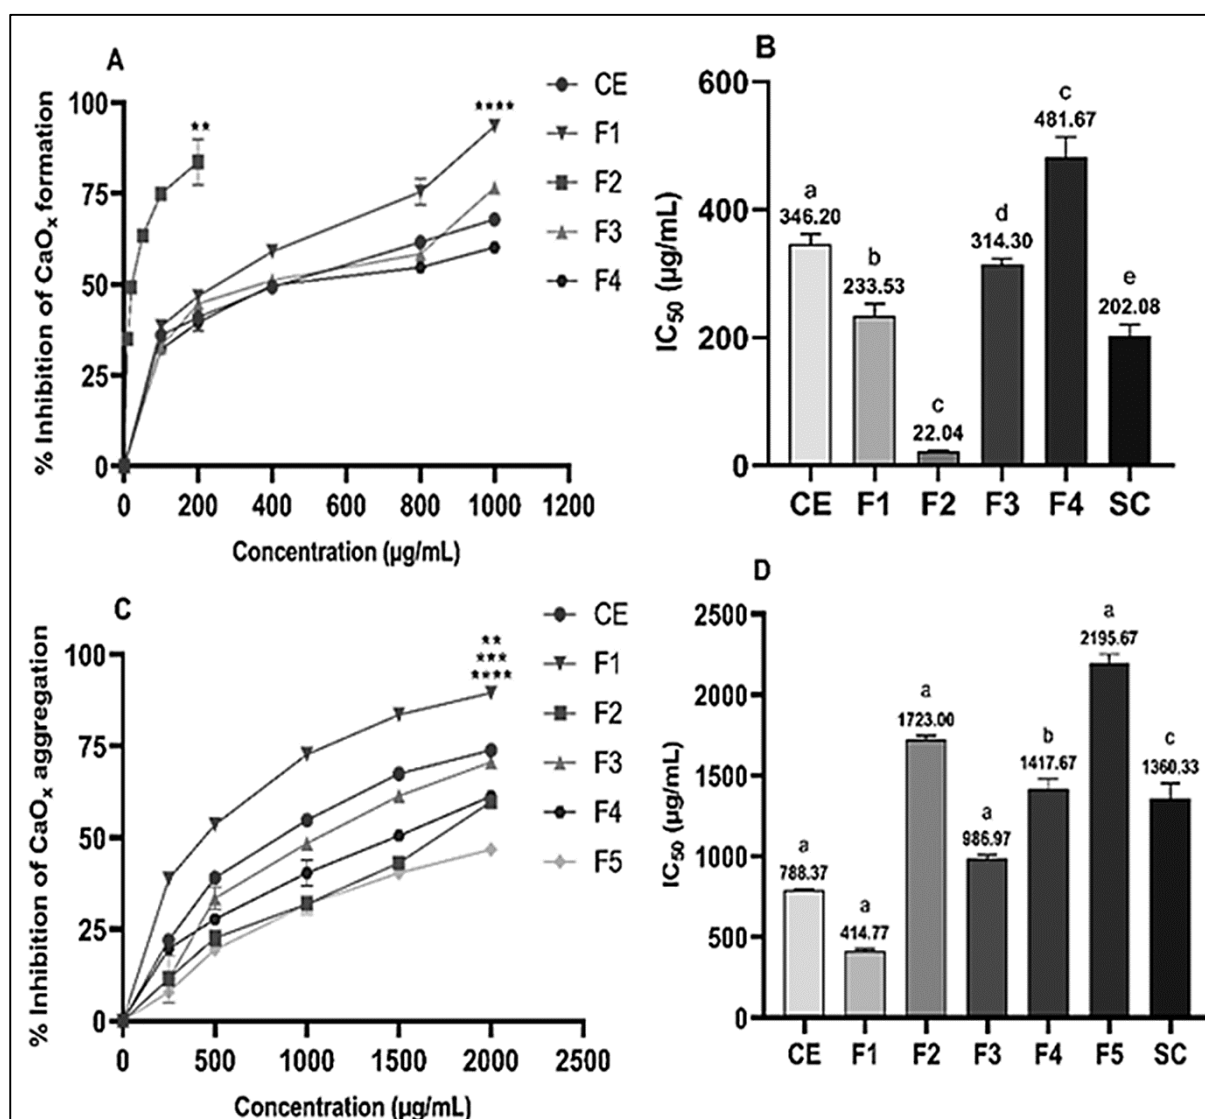 A
% Inhibition of CaOx formation
100
75
50
25
0
**
****
0 200 400 600 800 1000 1200
Concentration (µg/mL)
CE
F1
F2
F3
F4
B
IC50 (µg/mL)
600
400
200
0
a
346.20
b
233.53
c
22.04
d
314.30
c
481.67
e
202.08
CE F1 F2 F3 F4 SC
C
% Inhibition of CaOx aggregation
100
75
50
25
0
**
***
****
0 500 1000 1500 2000 2500
Concentration (µg/mL)
CE
F1
F2
F3
F4
F5
D
IC50 (µg/mL)
2500
2000
1500
1000
500
0
a
788.37
a
414.77
a
1723.00
a
986.97
b
1417.67
a
2195.67
c
1360.33
CE F1 F2 F3 F4 F5 SC